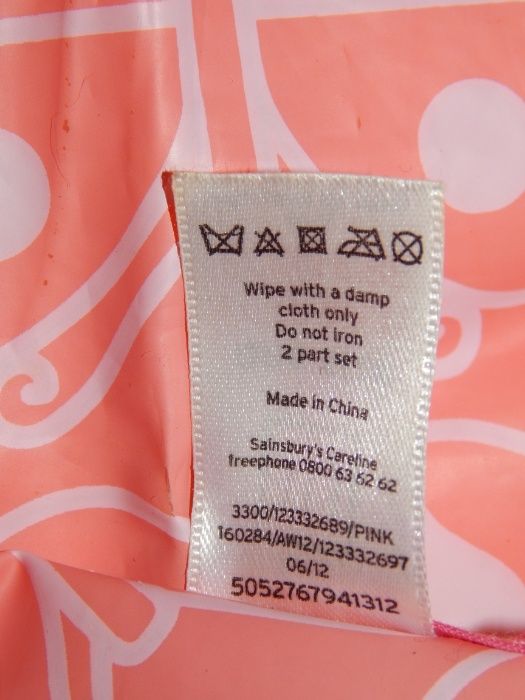 Wipe with a damp
cloth only
Do not iron
2 part set
Made in China
Sainsbury's Careline
freephone 0800 63 62 62
3300/123332689/PINK
160284/AW12/123332697
06/12
5052767941312